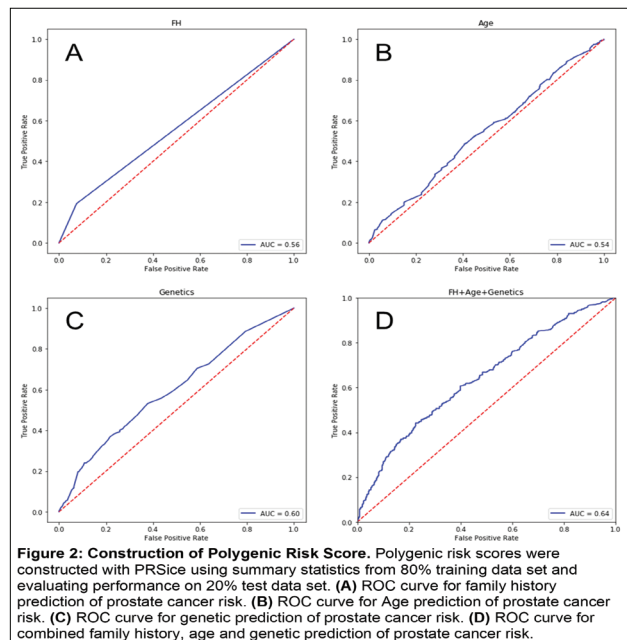 FH
A
1.0
0.8
0.6
0.4
0.2
0.0
True Positive Rate
0.0 0.2 0.4 0.6 0.8 1.0
False Positive Rate
AUC = 0.56
Age
B
1.0
0.8
0.6
0.4
0.2
0.0
True Positive Rate
0.0 0.2 0.4 0.6 0.8 1.0
False Positive Rate
AUC = 0.54
Genetics
C
1.0
0.8
0.6
0.4
0.2
0.0
True Positive Rate
0.0 0.2 0.4 0.6 0.8 1.0
False Positive Rate
AUC = 0.60
FH+Age+Genetics
D
1.0
0.8
0.6
0.4
0.2
0.0
True Positive Rate
0.0 0.2 0.4 0.6 0.8 1.0
False Positive Rate
AUC = 0.64
Figure 2: Construction of Polygenic Risk Score. Polygenic risk scores were
constructed with PRSice using summary statistics from 80% training data set and
evaluating performance on 20% test data set. (A) ROC curve for family history
prediction of prostate cancer risk. (B) ROC curve for Age prediction of prostate cancer
risk. (C) ROC curve for genetic prediction of prostate cancer risk. (D) ROC curve for
combined family history, age and genetic prediction of prostate cancer risk.